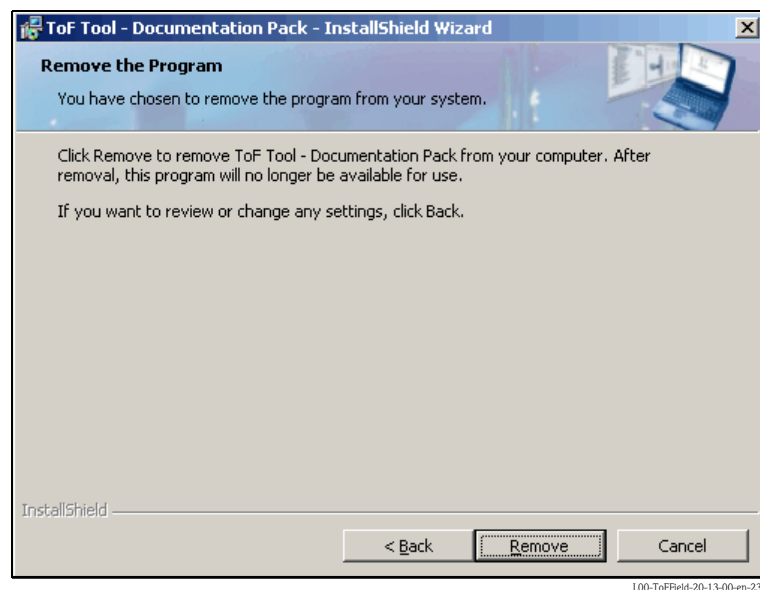 ToF Tool - Documentation Pack - InstallShield Wizard
Remove the Program
You have chosen to remove the program from your system.
Click Remove to remove ToF Tool - Documentation Pack from your computer. After
removal, this program will no longer be available for use.
If you want to review or change any settings, click Back.
InstallShield
< Back Remove Cancel
L00-ToFField-20-13-00-en-23